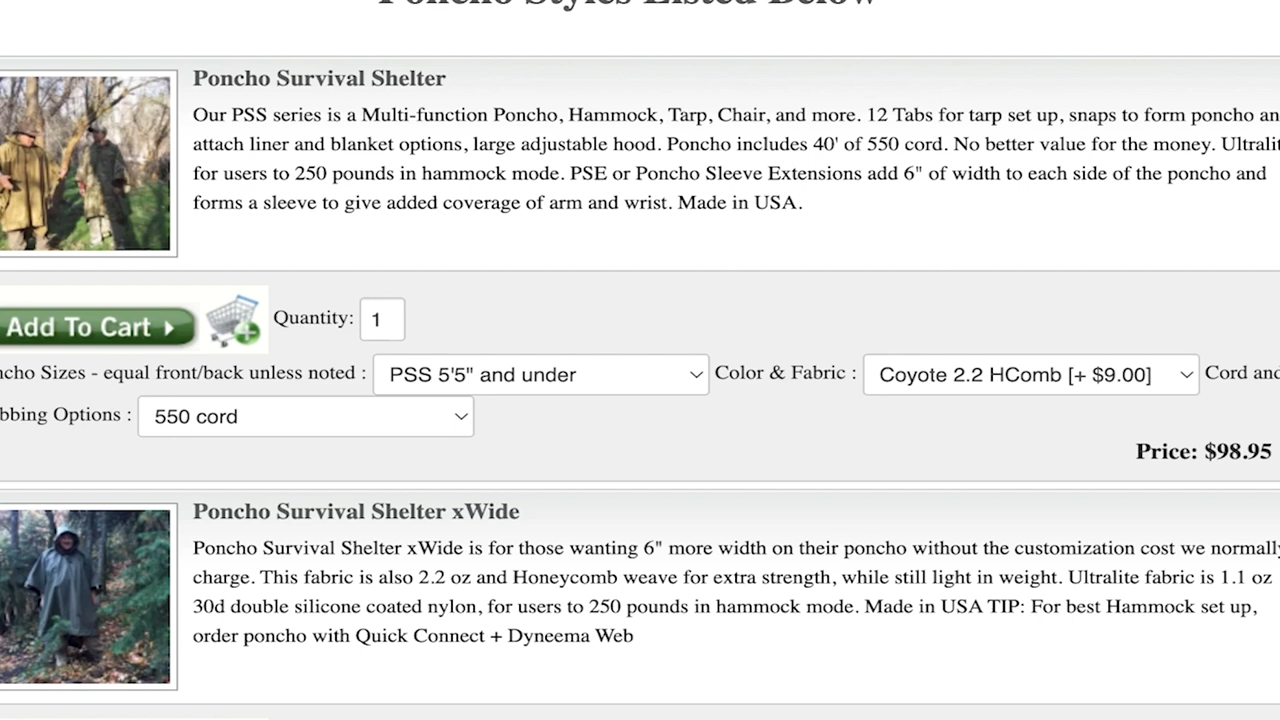 Poncho Styles Listed Below
Poncho Survival Shelter
Our PSS series is a Multi-function Poncho, Hammock, Tarp, Chair, and more. 12 Tabs for tarp set up, snaps to form poncho an
attach liner and blanket options, large adjustable hood. Poncho includes 40' of 550 cord. No better value for the money. Ultralit
for users to 250 pounds in hammock mode. PSE or Poncho Sleeve Extensions add 6" of width to each side of the poncho and
forms a sleeve to give added coverage of arm and wrist. Made in USA.
Add To Cart Quantity: 1
ncho Sizes - equal front/back unless noted : PSS 5'5" and under Color & Fabric : Coyote 2.2 HComb [+ $9.00] Cord and
bbing Options : 550 cord
Price: $98.95
Poncho Survival Shelter xWide
Poncho Survival Shelter xWide is for those wanting 6" more width on their poncho without the customization cost we normally
charge. This fabric is also 2.2 oz and Honeycomb weave for extra strength, while still light in weight. Ultralite fabric is 1.1 oz
30d double silicone coated nylon, for users to 250 pounds in hammock mode. Made in USA TIP: For best Hammock set up,
order poncho with Quick Connect + Dyneema Web